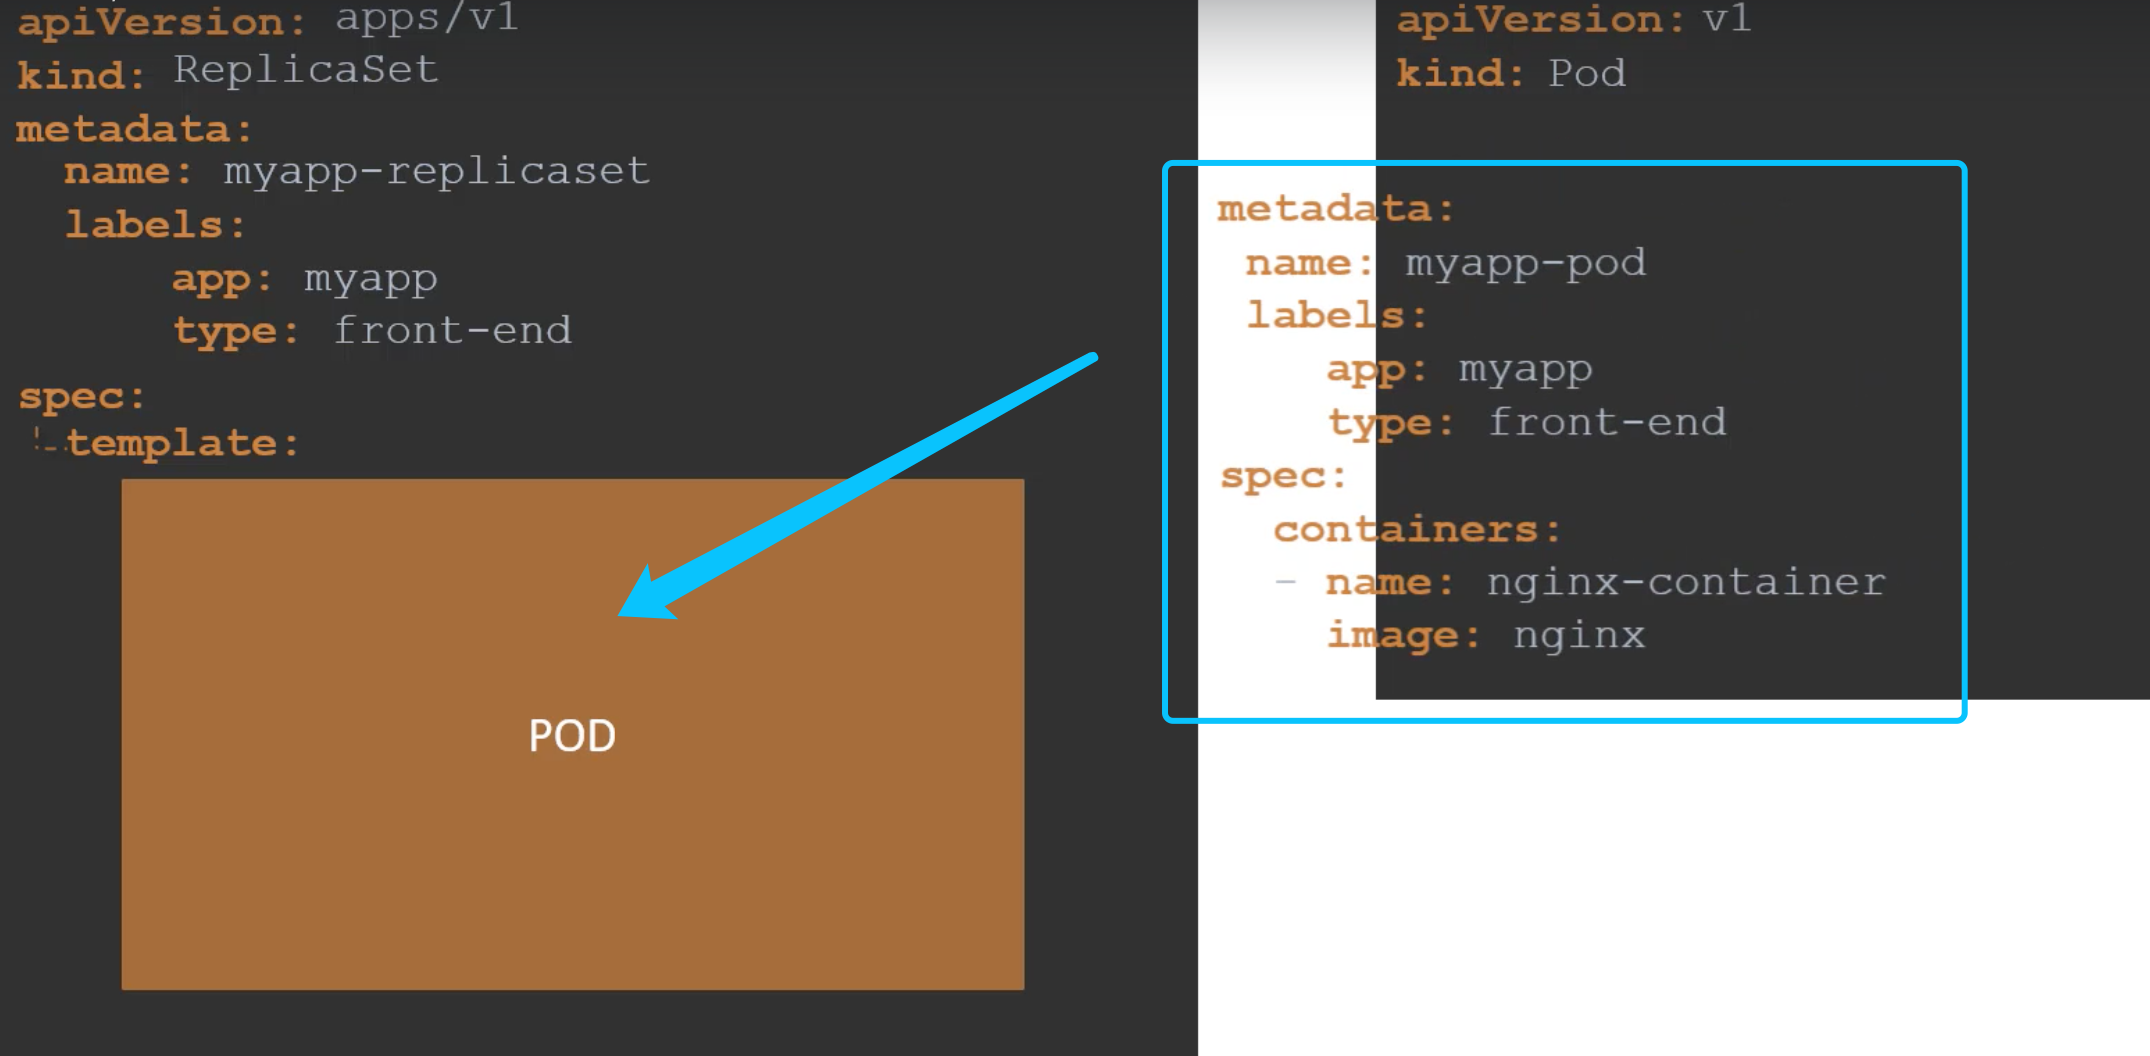 apiVersion: apps/v1
kind: ReplicaSet
metadata:
name: myapp-replicaset
labels:
app: myapp
type: front-end
spec:
template:
POD
apiVersion: v1
kind: Pod
metadata:
name: myapp-pod
labels:
app: myapp
type: front-end
spec:
containers:
- name: nginx-container
image: nginx